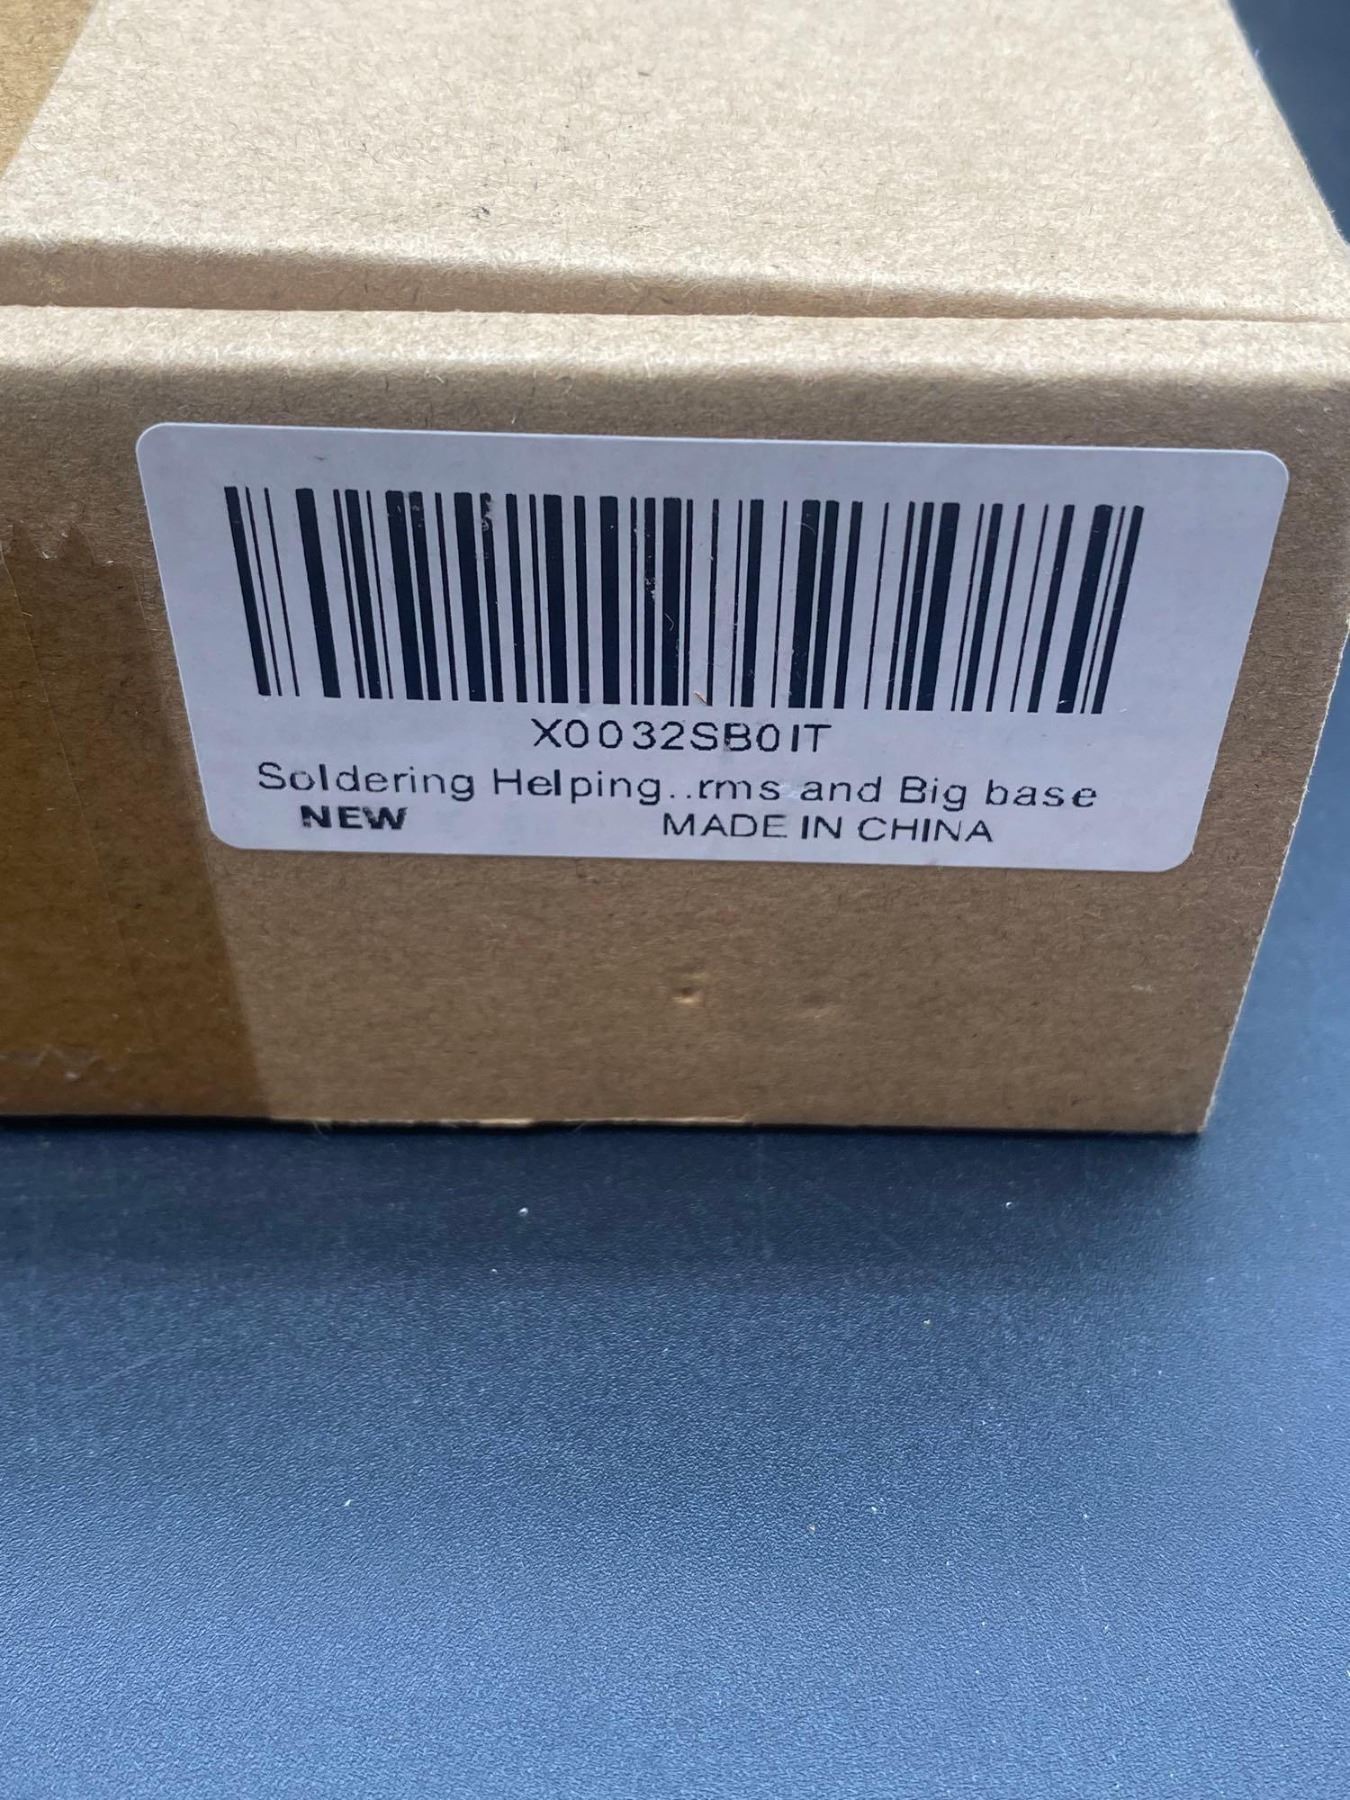 X0032SB0IT
Soldering Helping..rms and Big base
NEW MADE IN CHINA